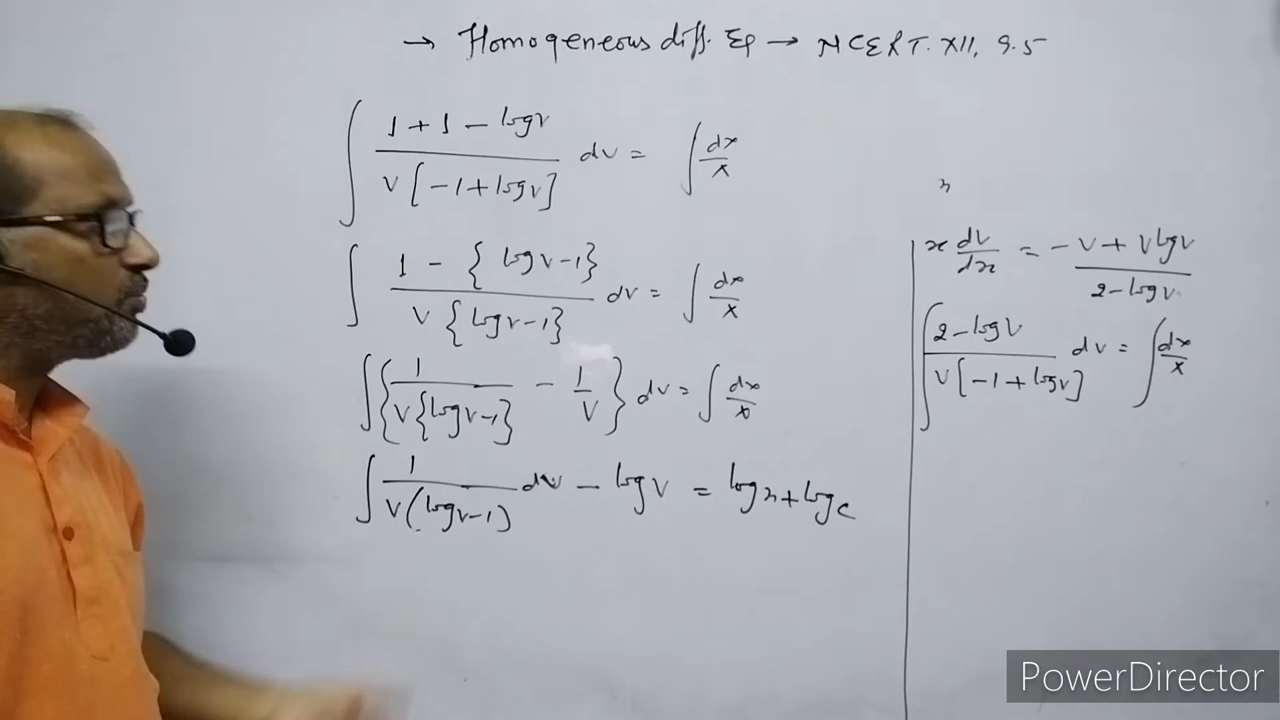 → Homogeneous diff. Eq → NCERT. XII, 9.5
∫ (1 + 1 - log v) / (v [-1 + log v]) dv = ∫ dx/x
∫ (1 - { log v - 1 }) / (v { log v - 1 }) dv = ∫ dx/x
∫ { 1 / (v { log v - 1 }) - 1/v } dv = ∫ dx/x
∫ 1 / (v (log v - 1)) dv - log v = log x + log c
x
x dv/dx = (-v + v log v) / (2 - log v)
∫ (2 - log v) / (v [-1 + log v]) dv = ∫ dx/x
PowerDirector